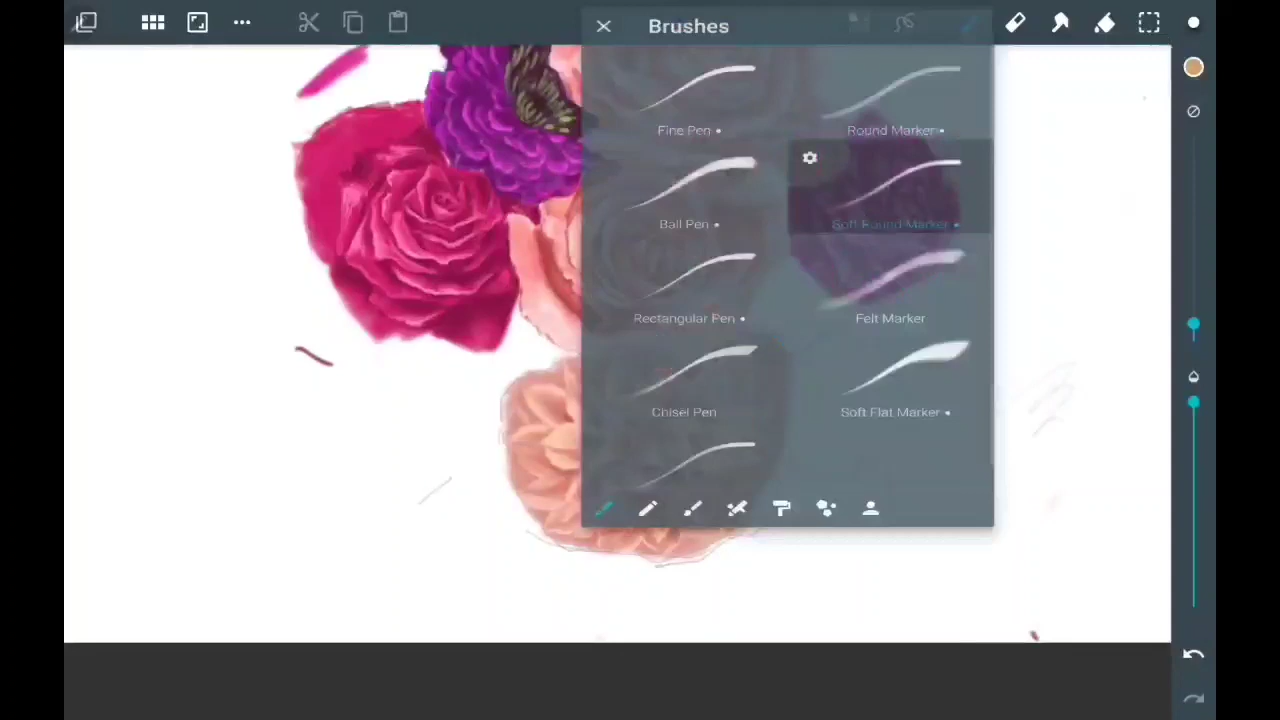 Brushes
Fine Pen •
Round Marker •
Ball Pen •
Soft Round Marker •
Rectangular Pen •
Felt Marker
Chisel Pen
Soft Flat Marker •